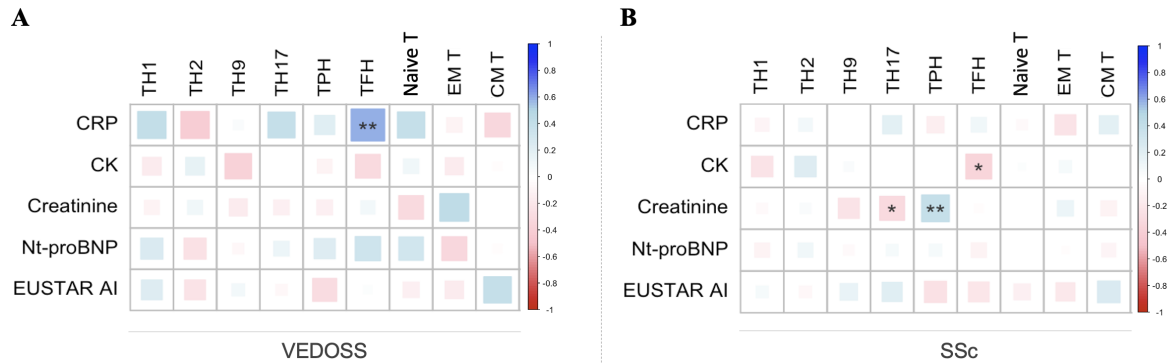 A
B
TH1 TH2 TH9 TH17 TPH TFH Naive T EM T CM T
CRP **
CK
Creatinine
Nt-proBNP
EUSTAR AI
1
0.8
0.6
0.4
0.2
0
-0.2
-0.4
-0.6
-0.8
-1
VEDOSS
TH1 TH2 TH9 TH17 TPH TFH Naive T EM T CM T
CRP
CK *
Creatinine * **
Nt-proBNP
EUSTAR AI
1
0.8
0.6
0.4
0.2
0
-0.2
-0.4
-0.6
-0.8
-1
SSc